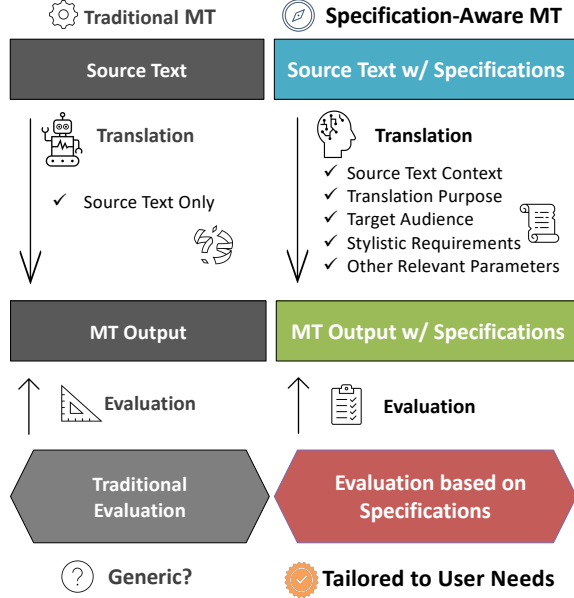 Traditional MT
Specification-Aware MT
Source Text
Source Text w/ Specifications
Translation
Source Text Only
Translation
Source Text Context
Translation Purpose
Target Audience
Stylistic Requirements
Other Relevant Parameters
MT Output
MT Output w/ Specifications
Evaluation
Evaluation
Traditional
Evaluation
Evaluation based on
Specifications
? Generic?
Tailored to User Needs